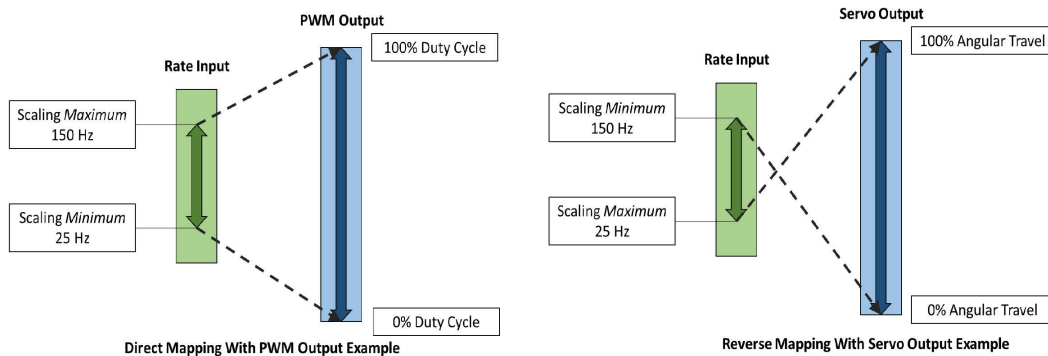 PWM Output
100% Duty Cycle
Rate Input
Scaling Maximum
150 Hz
Scaling Minimum
25 Hz
0% Duty Cycle
Direct Mapping With PWM Output Example
Servo Output
100% Angular Travel
Rate Input
Scaling Minimum
150 Hz
Scaling Maximum
25 Hz
0% Angular Travel
Reverse Mapping With Servo Output Example